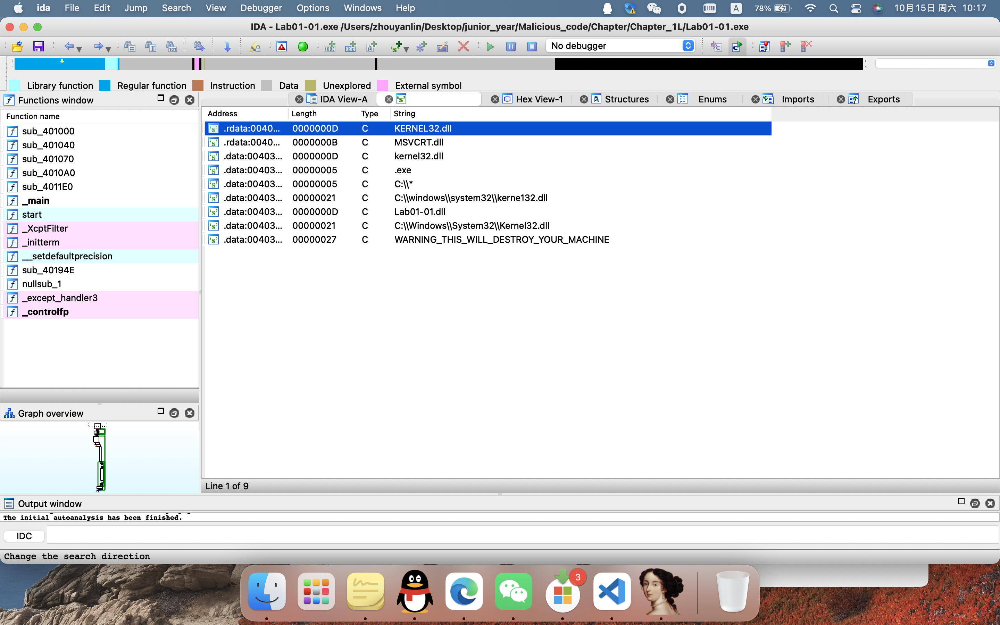 ida File Edit Jump Search View Debugger Options Windows Help A 78% 10月15日 周六 10:17
IDA - Lab01-01.exe /Users/zhouyanlin/Desktop/junior_year/Malicious_code/Chapter/Chapter_1L/Lab01-01.exe
No debugger
Library function Regular function Instruction Data Unexplored External symbol
Functions window
IDA View-A Hex View-1 Structures Enums Imports Exports
Function name
sub_401000
sub_401040
sub_401070
sub_4010A0
sub_4011E0
_main
start
_XcptFilter
_initterm
__setdefaultprecision
sub_40194E
nullsub_1
_except_handler3
_controlfp
Address Length Type String
.rdata:0040... 0000000D C KERNEL32.dll
.rdata:0040... 0000000B C MSVCRT.dll
.data:00403... 0000000D C kernel32.dll
.data:00403... 00000005 C .exe
.data:00403... 00000005 C C:\\*
.data:00403... 00000021 C C:\\windows\\system32\\kerne132.dll
.data:00403... 0000000D C Lab01-01.dll
.data:00403... 00000021 C C:\\Windows\\System32\\Kernel32.dll
.data:00403... 00000027 C WARNING_THIS_WILL_DESTROY_YOUR_MACHINE
Graph overview
Line 1 of 9
Output window
The initial autoanalysis has been finished.
IDC
Change the search direction
3